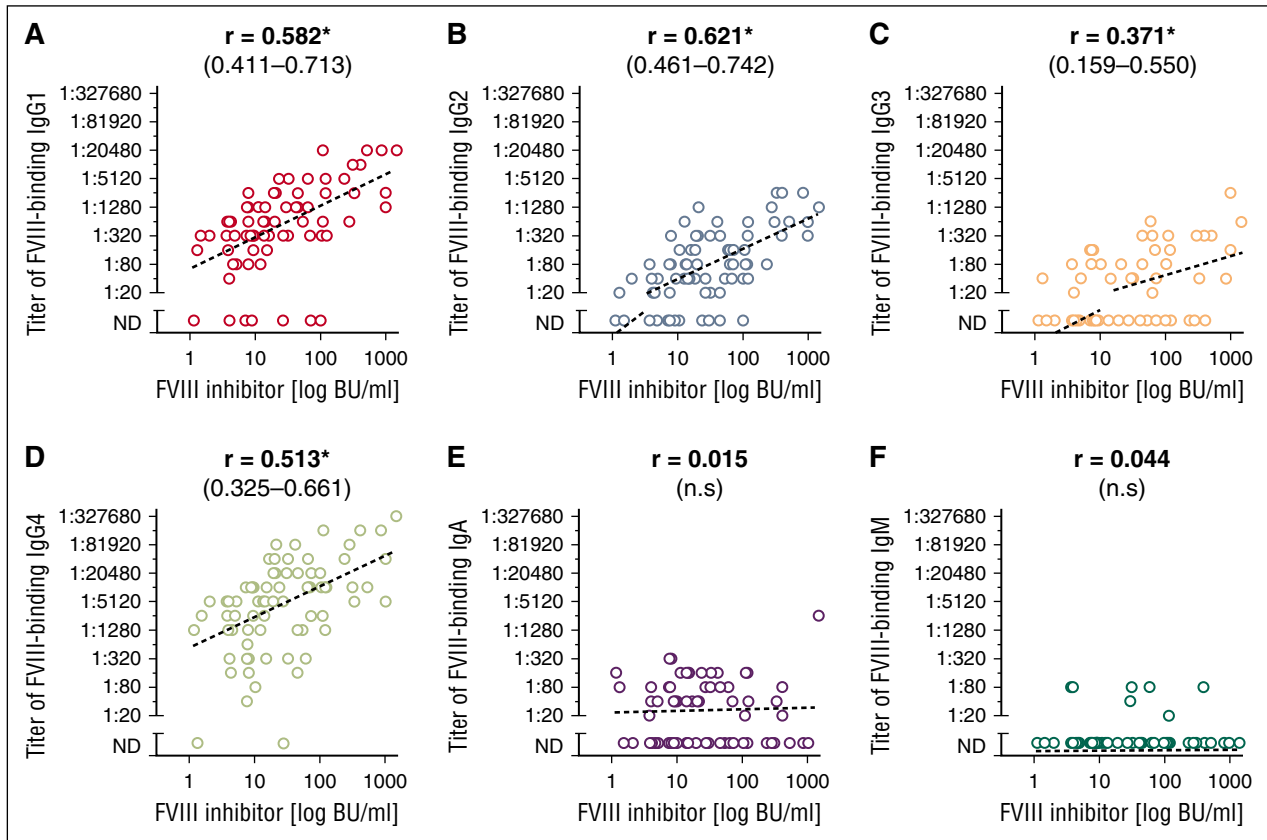 A
r = 0.582*
(0.411–0.713)
Titer of FVIII-binding IgG1
1:327680
1:81920
1:20480
1:5120
1:1280
1:320
1:80
1:20
ND
1 10 100 1000
FVIII inhibitor [log BU/ml]
B
r = 0.621*
(0.461–0.742)
Titer of FVIII-binding IgG2
1:327680
1:81920
1:20480
1:5120
1:1280
1:320
1:80
1:20
ND
1 10 100 1000
FVIII inhibitor [log BU/ml]
C
r = 0.371*
(0.159–0.550)
Titer of FVIII-binding IgG3
1:327680
1:81920
1:20480
1:5120
1:1280
1:320
1:80
1:20
ND
1 10 100 1000
FVIII inhibitor [log BU/ml]
D
r = 0.513*
(0.325–0.661)
Titer of FVIII-binding IgG4
1:327680
1:81920
1:20480
1:5120
1:1280
1:320
1:80
1:20
ND
1 10 100 1000
FVIII inhibitor [log BU/ml]
E
r = 0.015
(n.s)
Titer of FVIII-binding IgA
1:327680
1:81920
1:20480
1:5120
1:1280
1:320
1:80
1:20
ND
1 10 100 1000
FVIII inhibitor [log BU/ml]
F
r = 0.044
(n.s)
Titer of FVIII-binding IgM
1:327680
1:81920
1:20480
1:5120
1:1280
1:320
1:80
1:20
ND
1 10 100 1000
FVIII inhibitor [log BU/ml]